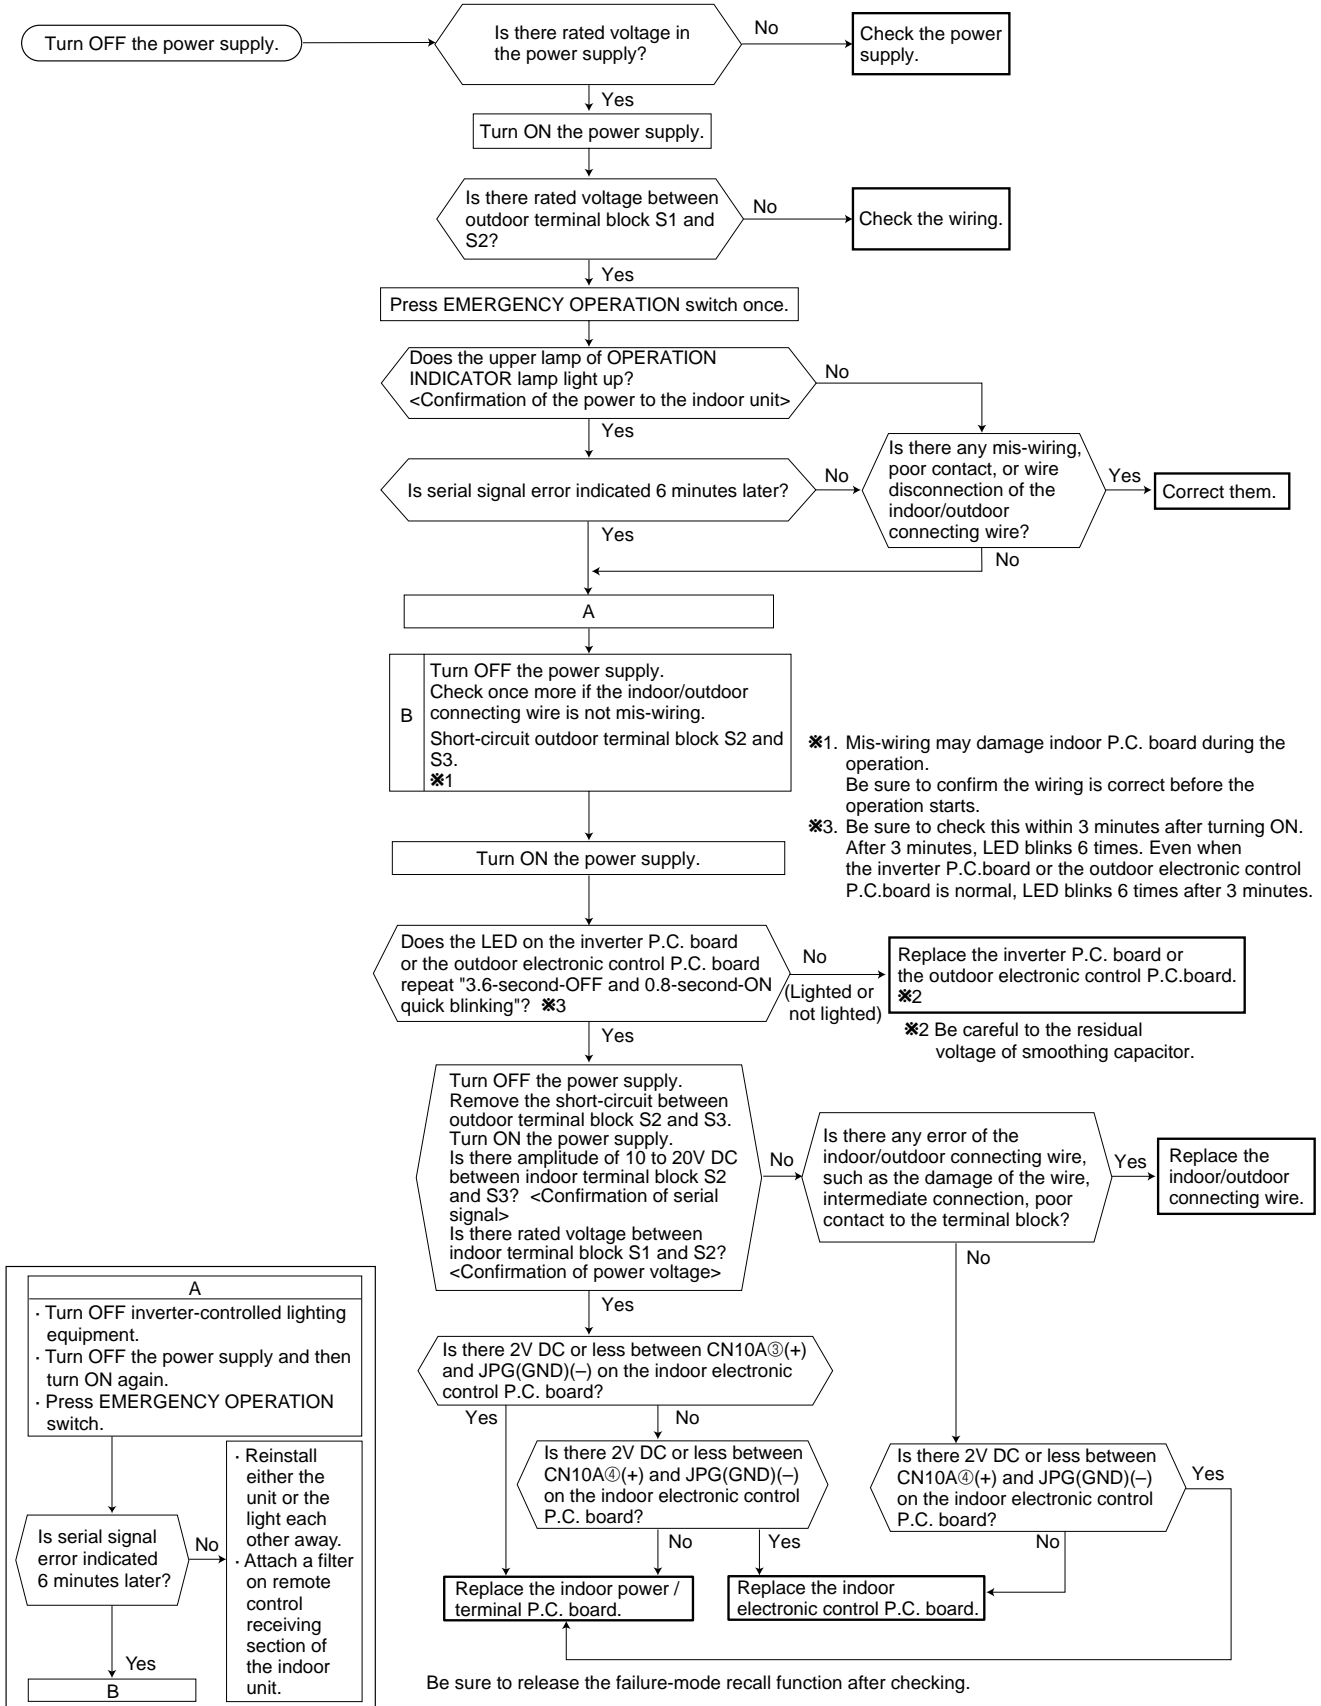 Turn OFF the power supply.
Is there rated voltage in
the power supply?
No
Check the power
supply.
Yes
Turn ON the power supply.
Is there rated voltage between
outdoor terminal block S1 and
S2?
No
Check the wiring.
Yes
Press EMERGENCY OPERATION switch once.
Does the upper lamp of OPERATION
INDICATOR lamp light up?
<Confirmation of the power to the indoor unit>
No
Yes
Is serial signal error indicated 6 minutes later?
No
Is there any mis-wiring,
poor contact, or wire
disconnection of the
indoor/outdoor
connecting wire?
Yes
Correct them.
Yes
No
A
B
Turn OFF the power supply.
Check once more if the indoor/outdoor
connecting wire is not mis-wiring.
Short-circuit outdoor terminal block S2 and
S3.
※1
※1. Mis-wiring may damage indoor P.C. board during the
operation.
Be sure to confirm the wiring is correct before the
operation starts.
※3. Be sure to check this within 3 minutes after turning ON.
After 3 minutes, LED blinks 6 times. Even when
the inverter P.C.board or the outdoor electronic control
P.C.board is normal, LED blinks 6 times after 3 minutes.
Turn ON the power supply.
Does the LED on the inverter P.C. board
or the outdoor electronic control P.C. board
repeat "3.6-second-OFF and 0.8-second-ON
quick blinking"? ※3
No
(Lighted or
not lighted)
Replace the inverter P.C. board or
the outdoor electronic control P.C.board.
※2
※2 Be careful to the residual
voltage of smoothing capacitor.
Yes
Turn OFF the power supply.
Remove the short-circuit between
outdoor terminal block S2 and S3.
Turn ON the power supply.
Is there amplitude of 10 to 20V DC
between indoor terminal block S2
and S3? <Confirmation of serial
signal>
Is there rated voltage between
indoor terminal block S1 and S2?
<Confirmation of power voltage>
No
Is there any error of the
indoor/outdoor connecting wire,
such as the damage of the wire,
intermediate connection, poor
contact to the terminal block?
Yes
Replace the
indoor/outdoor
connecting wire.
No
Yes
Is there 2V DC or less between CN10A③(+)
and JPG(GND)(–) on the indoor electronic
control P.C. board?
Yes
No
Is there 2V DC or less between
CN10A④(+) and JPG(GND)(–)
on the indoor electronic control
P.C. board?
No
Yes
Is there 2V DC or less between
CN10A④(+) and JPG(GND)(–)
on the indoor electronic control
P.C. board?
Yes
No
Replace the indoor power /
terminal P.C. board.
Replace the indoor
electronic control P.C. board.
Be sure to release the failure-mode recall function after checking.
A
· Turn OFF inverter-controlled lighting
equipment.
· Turn OFF the power supply and then
turn ON again.
· Press EMERGENCY OPERATION
switch.
Is serial signal
error indicated
6 minutes later?
No
· Reinstall
either the
unit or the
light each
other away.
· Attach a filter
on remote
control
receiving
section of
the indoor
unit.
Yes
B